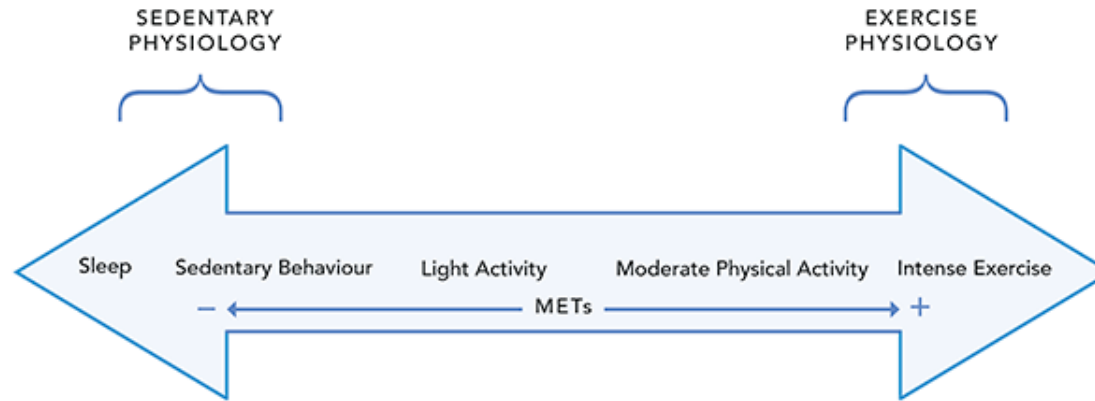 SEDENTARY
PHYSIOLOGY
EXERCISE
PHYSIOLOGY
Sleep
Sedentary Behaviour
Light Activity
Moderate Physical Activity
Intense Exercise
− METs +